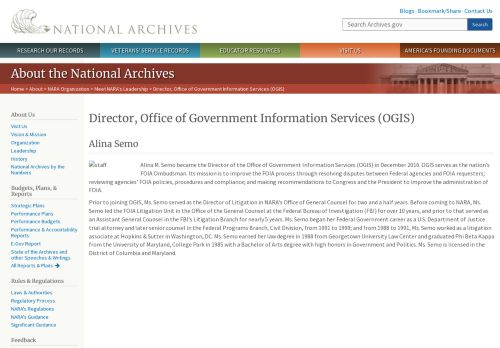 Blogs · Bookmark/Share · Contact Us
NATIONAL ARCHIVES
Search Archives.gov
Search
RESEARCH OUR RECORDS
VETERANS' SERVICE RECORDS
EDUCATOR RESOURCES
VISIT US
AMERICA'S FOUNDING DOCUMENTS
About the National Archives
Home > About > NARA Organization > Meet NARA's Leadership > Director, Office of Government Information Services (OGIS)
About Us
Visit Us
Vision & Mission
Organization
Leadership
History
National Archives by the
Numbers
Budgets, Plans, &
Reports
Strategic Plans
Performance Plans
Performance Budgets
Performance & Accountability
Reports
E-Gov Report
State of the Archives and
other Speeches & Writings
All Reports & Plans
Rules & Regulations
Laws & Authorities
Regulatory Process
NARA's Regulations
NARA's Guidance
Significant Guidance
Feedback
Director, Office of Government Information Services (OGIS)
Alina Semo
staff
Alina M. Semo became the Director of the Office of Government Information Services (OGIS) in December 2016. OGIS serves as the nation's
FOIA Ombudsman. Its mission is to improve the FOIA process through resolving disputes between Federal agencies and FOIA requesters;
reviewing agencies' FOIA policies, procedures and compliance; and making recommendations to Congress and the President to improve the administration of
FOIA.
Prior to joining OGIS, Ms. Semo served as the Director of Litigation in NARA's Office of General Counsel for two and a half years. Before coming to NARA, Ms.
Semo led the FOIA Litigation Unit in the Office of the General Counsel at the Federal Bureau of Investigation (FBI) for over 10 years, and prior to that served as
an Assistant General Counsel in the FBI's Litigation Branch for nearly 5 years. Ms. Semo began her Federal Government career as a U.S. Department of Justice
trial attorney and later senior counsel in the Federal Programs Branch, Civil Division, from 1991 to 1999; and from 1988 to 1991, Ms. Semo worked as a litigation
associate at Hopkins & Sutter in Washington, DC. Ms. Semo earned her law degree in 1988 from Georgetown University Law Center and graduated Phi Beta Kappa
from the University of Maryland, College Park in 1985 with a Bachelor of Arts degree with high honors in Government and Politics. Ms. Semo is licensed in the
District of Columbia and Maryland.